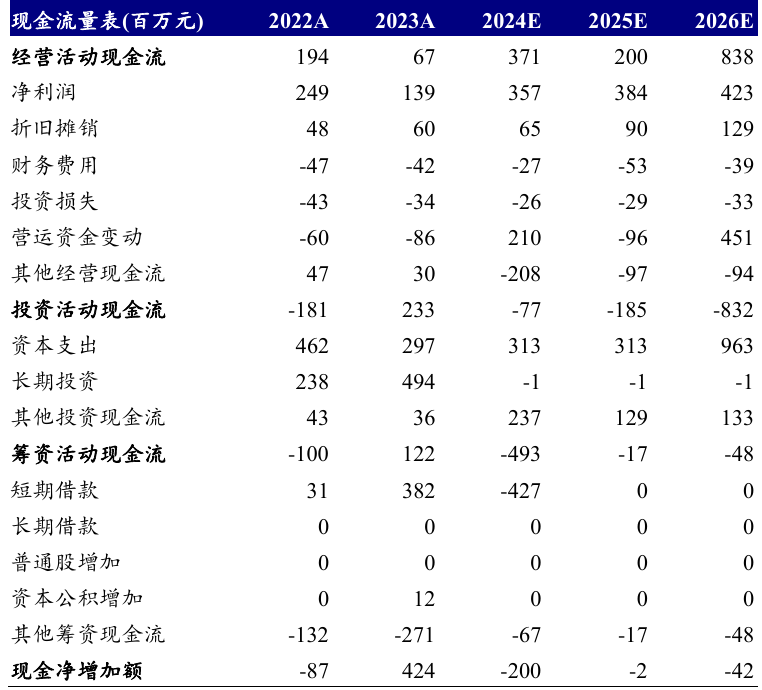 现金流量表(百万元) 2022A 2023A 2024E 2025E 2026E
经营活动现金流 194 67 371 200 838
净利润 249 139 357 384 423
折旧摊销 48 60 65 90 129
财务费用 -47 -42 -27 -53 -39
投资损失 -43 -34 -26 -29 -33
营运资金变动 -60 -86 210 -96 451
其他经营现金流 47 30 -208 -97 -94
投资活动现金流 -181 233 -77 -185 -832
资本支出 462 297 313 313 963
长期投资 238 494 -1 -1 -1
其他投资现金流 43 36 237 129 133
筹资活动现金流 -100 122 -493 -17 -48
短期借款 31 382 -427 0 0
长期借款 0 0 0 0 0
普通股增加 0 0 0 0 0
资本公积增加 0 12 0 0 0
其他筹资现金流 -132 -271 -67 -17 -48
现金净增加额 -87 424 -200 -2 -42